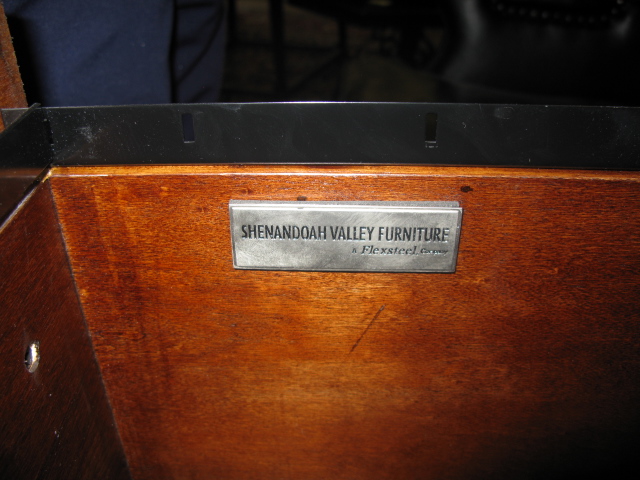 SHENANDOAH VALLEY FURNITURE
A Flexsteel Company